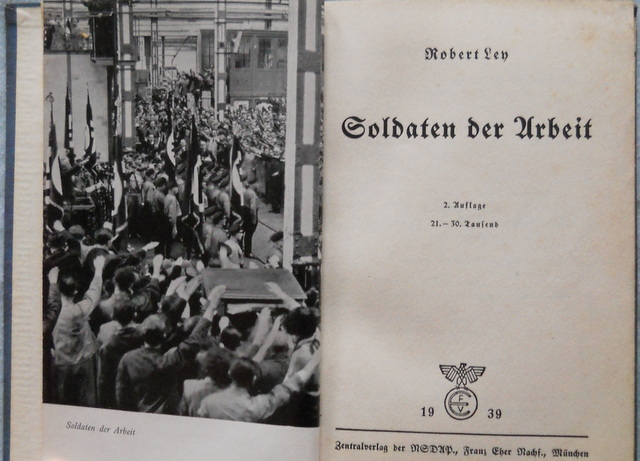 Soldaten der Arbeit
Robert Ley
Soldaten der Arbeit
2. Auflage
21.–30. Tausend
FEV
19 39
Zentralverlag der NSDAP., Franz Eher Nachf., München